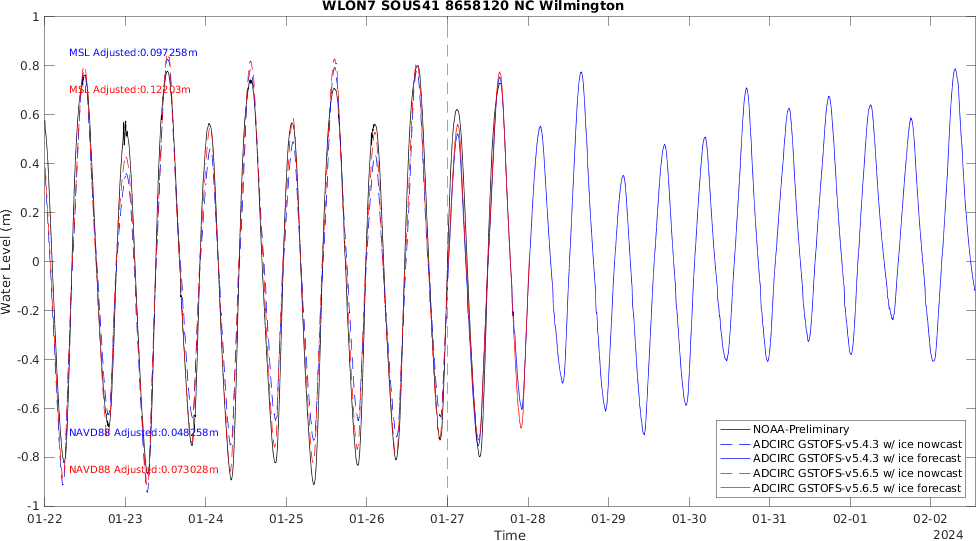 WLON7 SOUS41 8658120 NC Wilmington
1
0.8
0.6
0.4
0.2
0
-0.2
-0.4
-0.6
-0.8
-1
Water Level (m)
MSL Adjusted:0.097258m
MSL Adjusted:0.12203m
NAVD88 Adjusted:0.048258m
NAVD88 Adjusted:0.073028m
NOAA-Preliminary
ADCIRC GSTOFS-v5.4.3 w/ ice nowcast
ADCIRC GSTOFS-v5.4.3 w/ ice forecast
ADCIRC GSTOFS-v5.6.5 w/ ice nowcast
ADCIRC GSTOFS-v5.6.5 w/ ice forecast
01-22 01-23 01-24 01-25 01-26 01-27 01-28 01-29 01-30 01-31 02-01 02-02
Time
2024